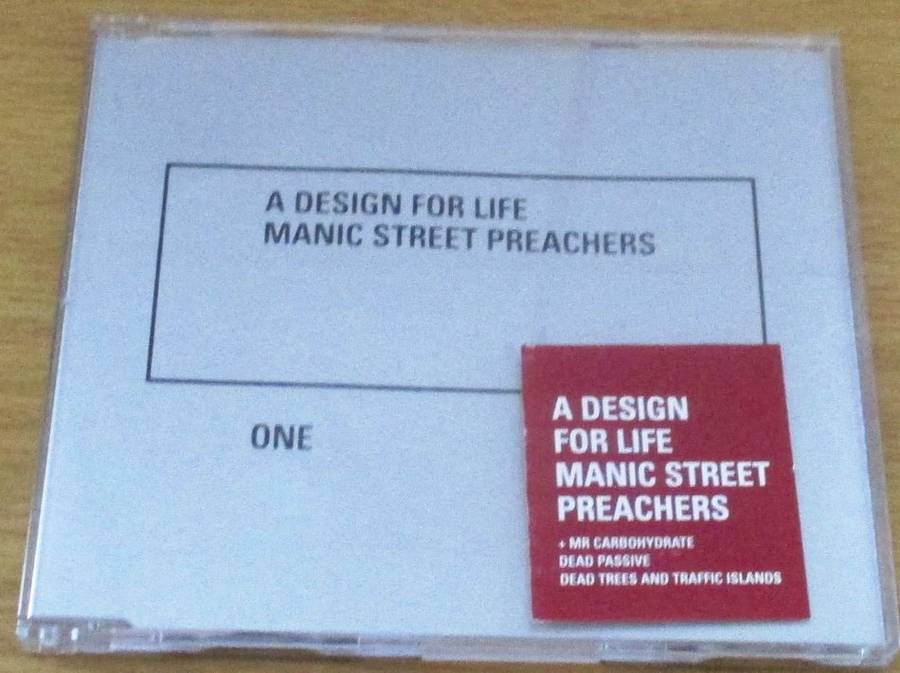 A DESIGN FOR LIFE
MANIC STREET PREACHERS
ONE
A DESIGN
FOR LIFE
MANIC STREET
PREACHERS
+ MR CARBOHYDRATE
DEAD PASSIVE
DEAD TREES AND TRAFFIC ISLANDS